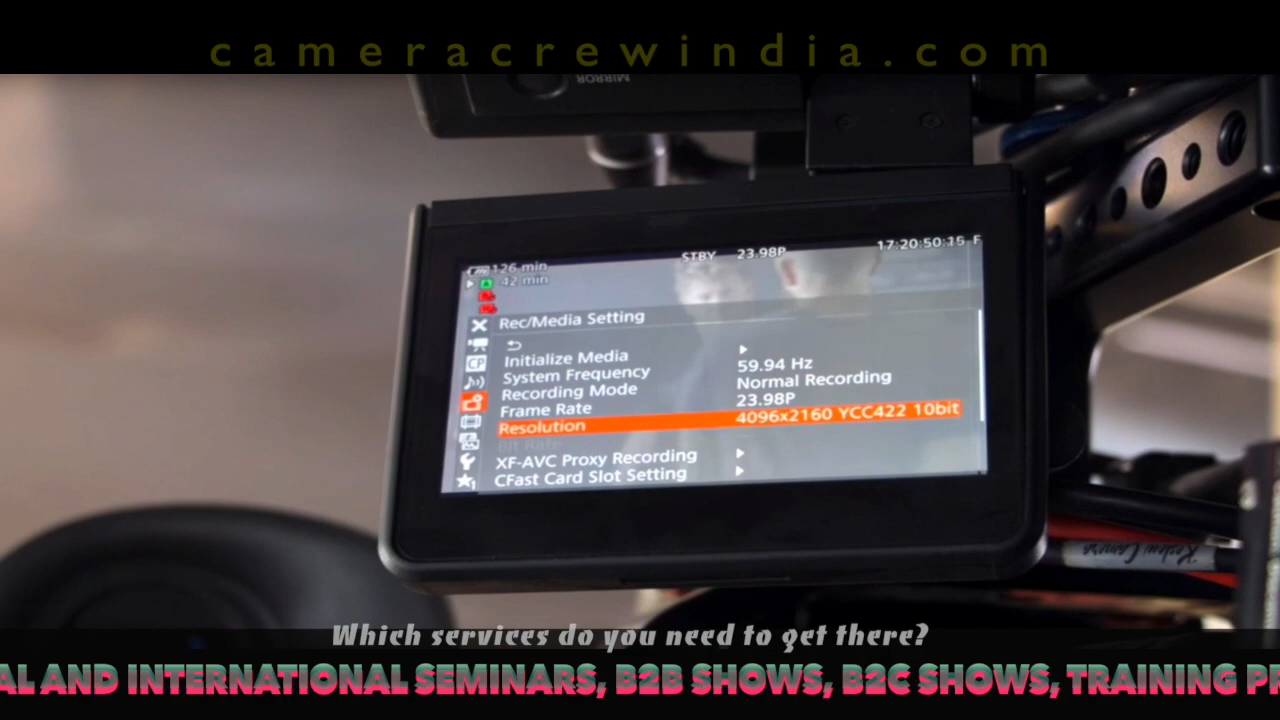 cameracrewindia.com
MIRROR
126 min
STBY 23.98P
17:20:50:15 F
A 42 min
Rec/Media Setting
Initialize Media
System Frequency 59.94 Hz
Recording Mode Normal Recording
Frame Rate 23.98P
Resolution 4096x2160 YCC422 10bit
Bit Rate
XF-AVC Proxy Recording
CFast Card Slot Setting
CP
Which services do you need to get there?
AL AND INTERNATIONAL SEMINARS, B2B SHOWS, B2C SHOWS, TRAINING PR